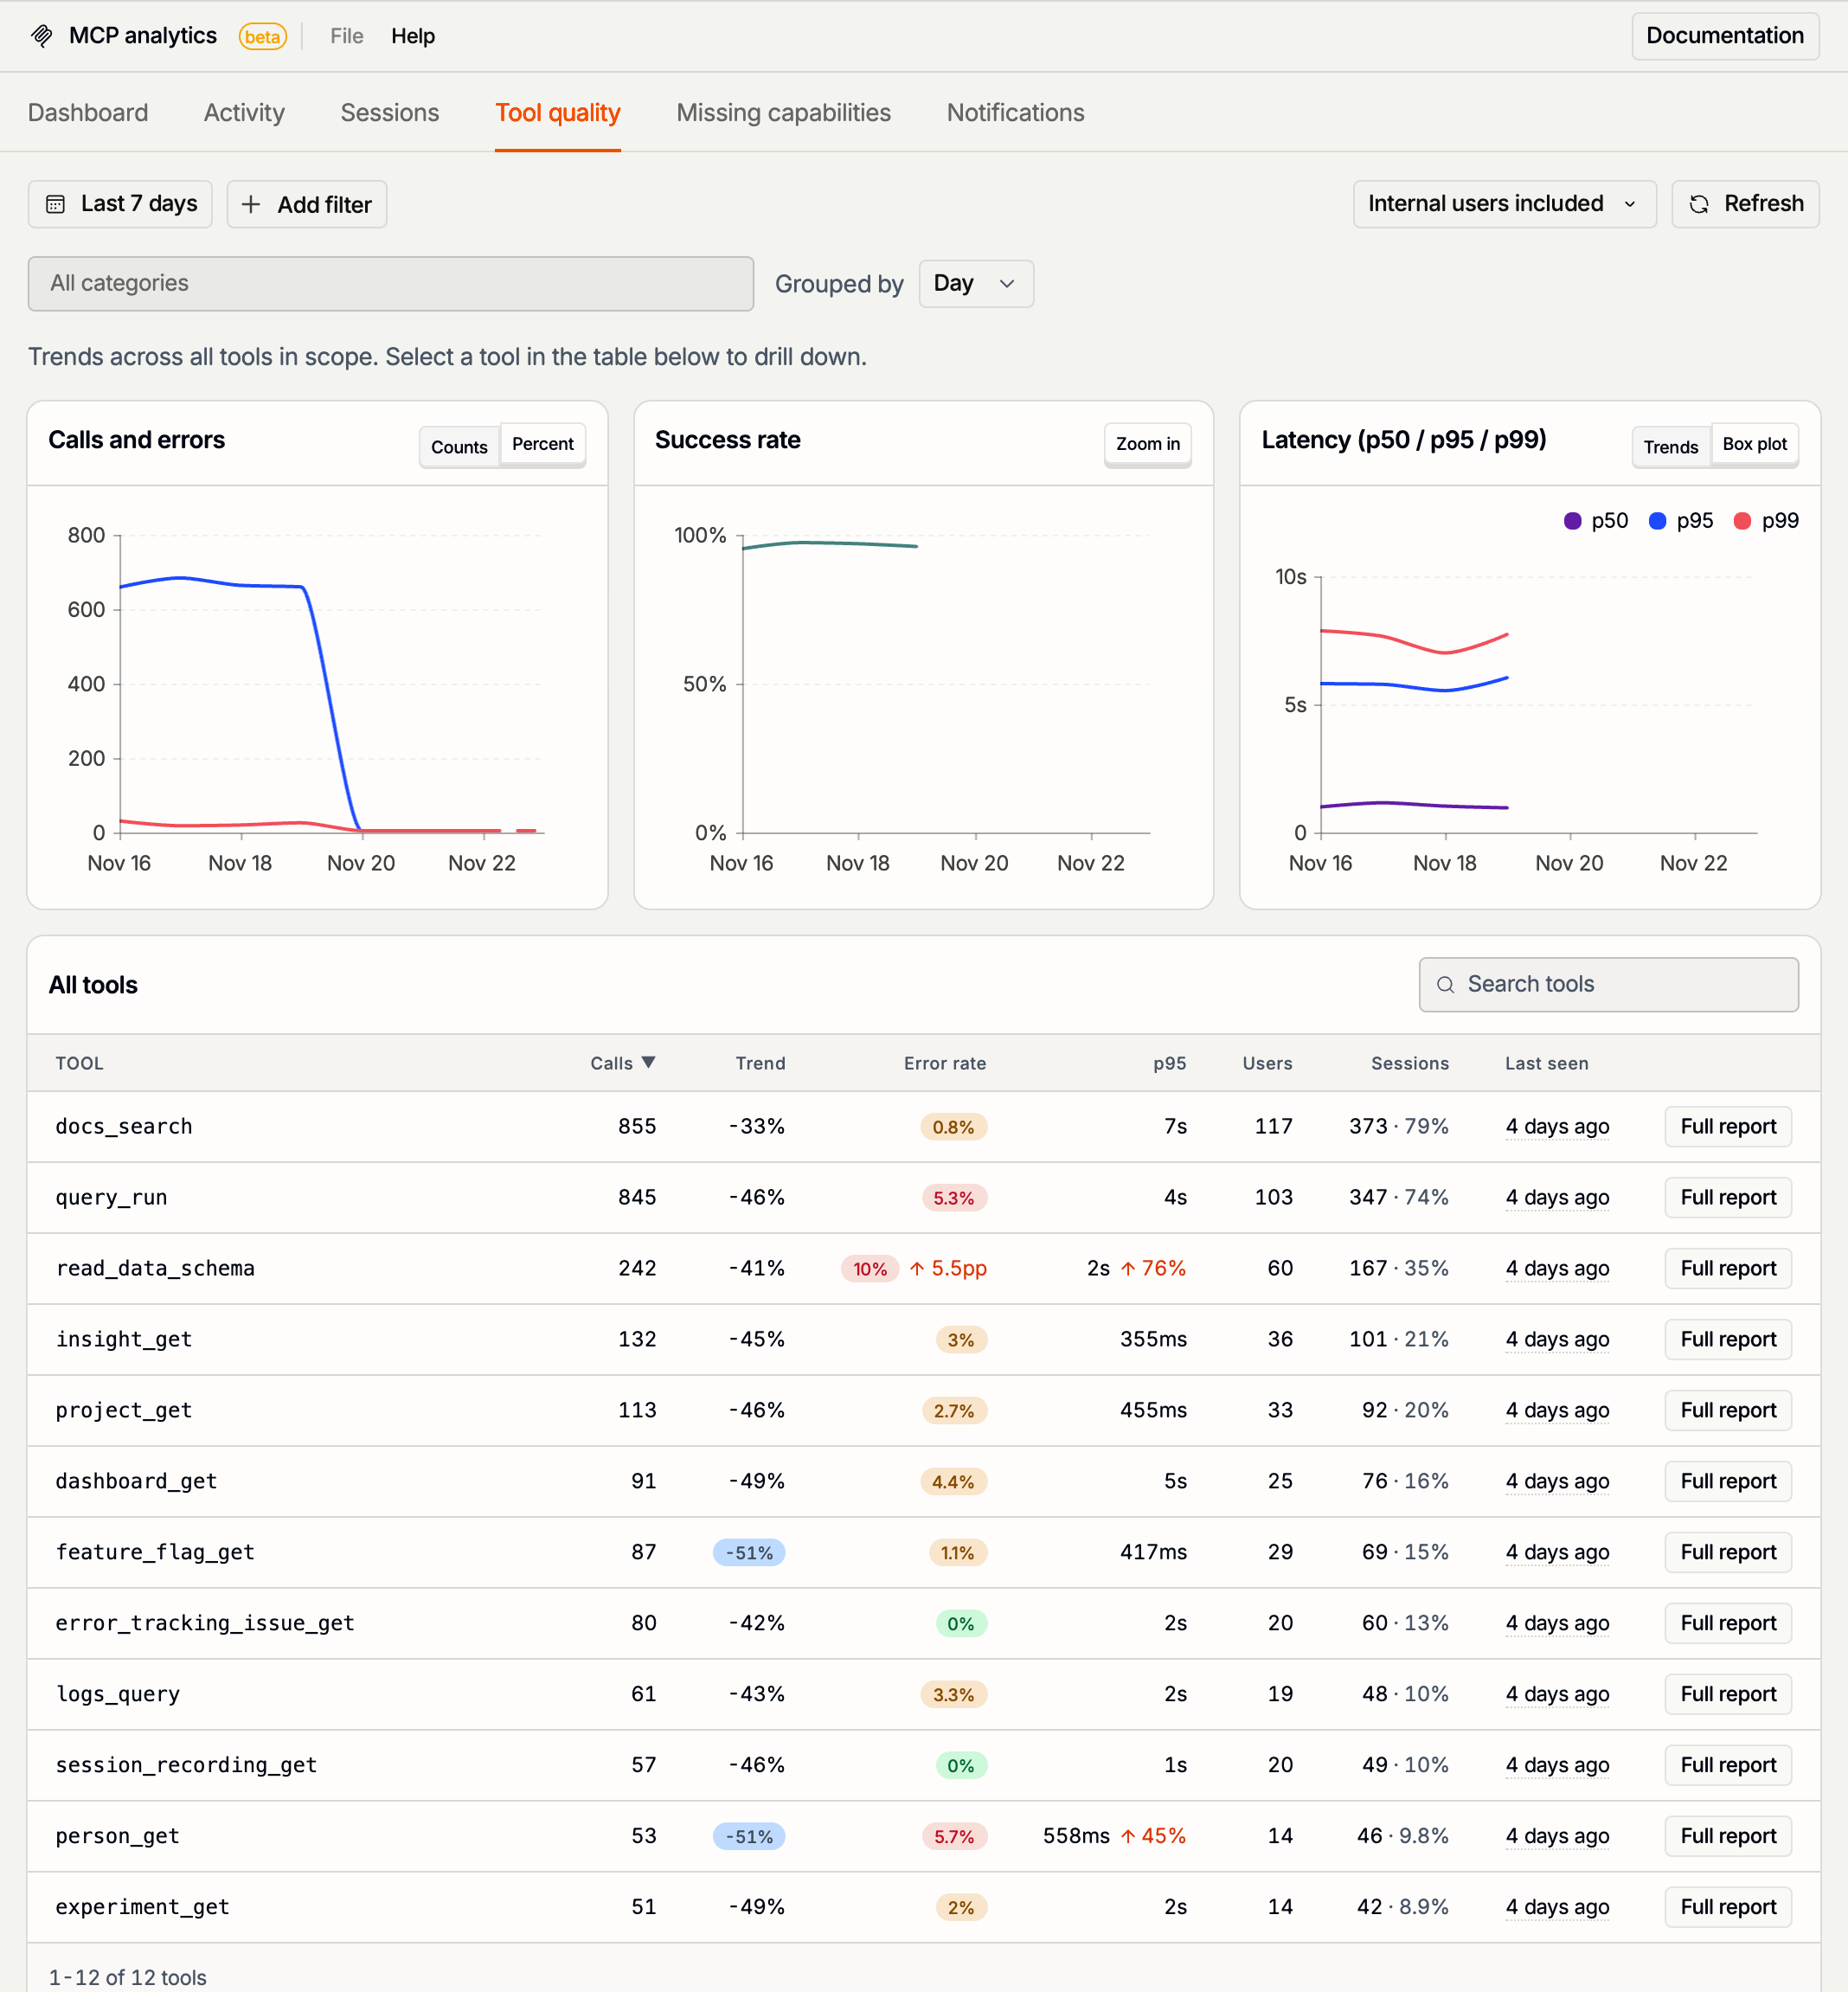 MCP analytics beta File Help Documentation
Dashboard Activity Sessions Tool quality Missing capabilities Notifications
Last 7 days Add filter Internal users included Refresh
All categories Grouped by Day
Trends across all tools in scope. Select a tool in the table below to drill down.
Calls and errors Counts Percent
800
600
400
200
0
Nov 16 Nov 18 Nov 20 Nov 22
Success rate Zoom in
100%
50%
0%
Nov 16 Nov 18 Nov 20 Nov 22
Latency (p50 / p95 / p99) Trends Box plot
p50 p95 p99
10s
5s
0
Nov 16 Nov 18 Nov 20 Nov 22
All tools Search tools
TOOL Calls ▼ Trend Error rate p95 Users Sessions Last seen
docs_search 855 -33% 0.8% 7s 117 373 · 79% 4 days ago Full report
query_run 845 -46% 5.3% 4s 103 347 · 74% 4 days ago Full report
read_data_schema 242 -41% 10% ↑ 5.5pp 2s ↑ 76% 60 167 · 35% 4 days ago Full report
insight_get 132 -45% 3% 355ms 36 101 · 21% 4 days ago Full report
project_get 113 -46% 2.7% 455ms 33 92 · 20% 4 days ago Full report
dashboard_get 91 -49% 4.4% 5s 25 76 · 16% 4 days ago Full report
feature_flag_get 87 -51% 1.1% 417ms 29 69 · 15% 4 days ago Full report
error_tracking_issue_get 80 -42% 0% 2s 20 60 · 13% 4 days ago Full report
logs_query 61 -43% 3.3% 2s 19 48 · 10% 4 days ago Full report
session_recording_get 57 -46% 0% 1s 20 49 · 10% 4 days ago Full report
person_get 53 -51% 5.7% 558ms ↑ 45% 14 46 · 9.8% 4 days ago Full report
experiment_get 51 -49% 2% 2s 14 42 · 8.9% 4 days ago Full report
1-12 of 12 tools